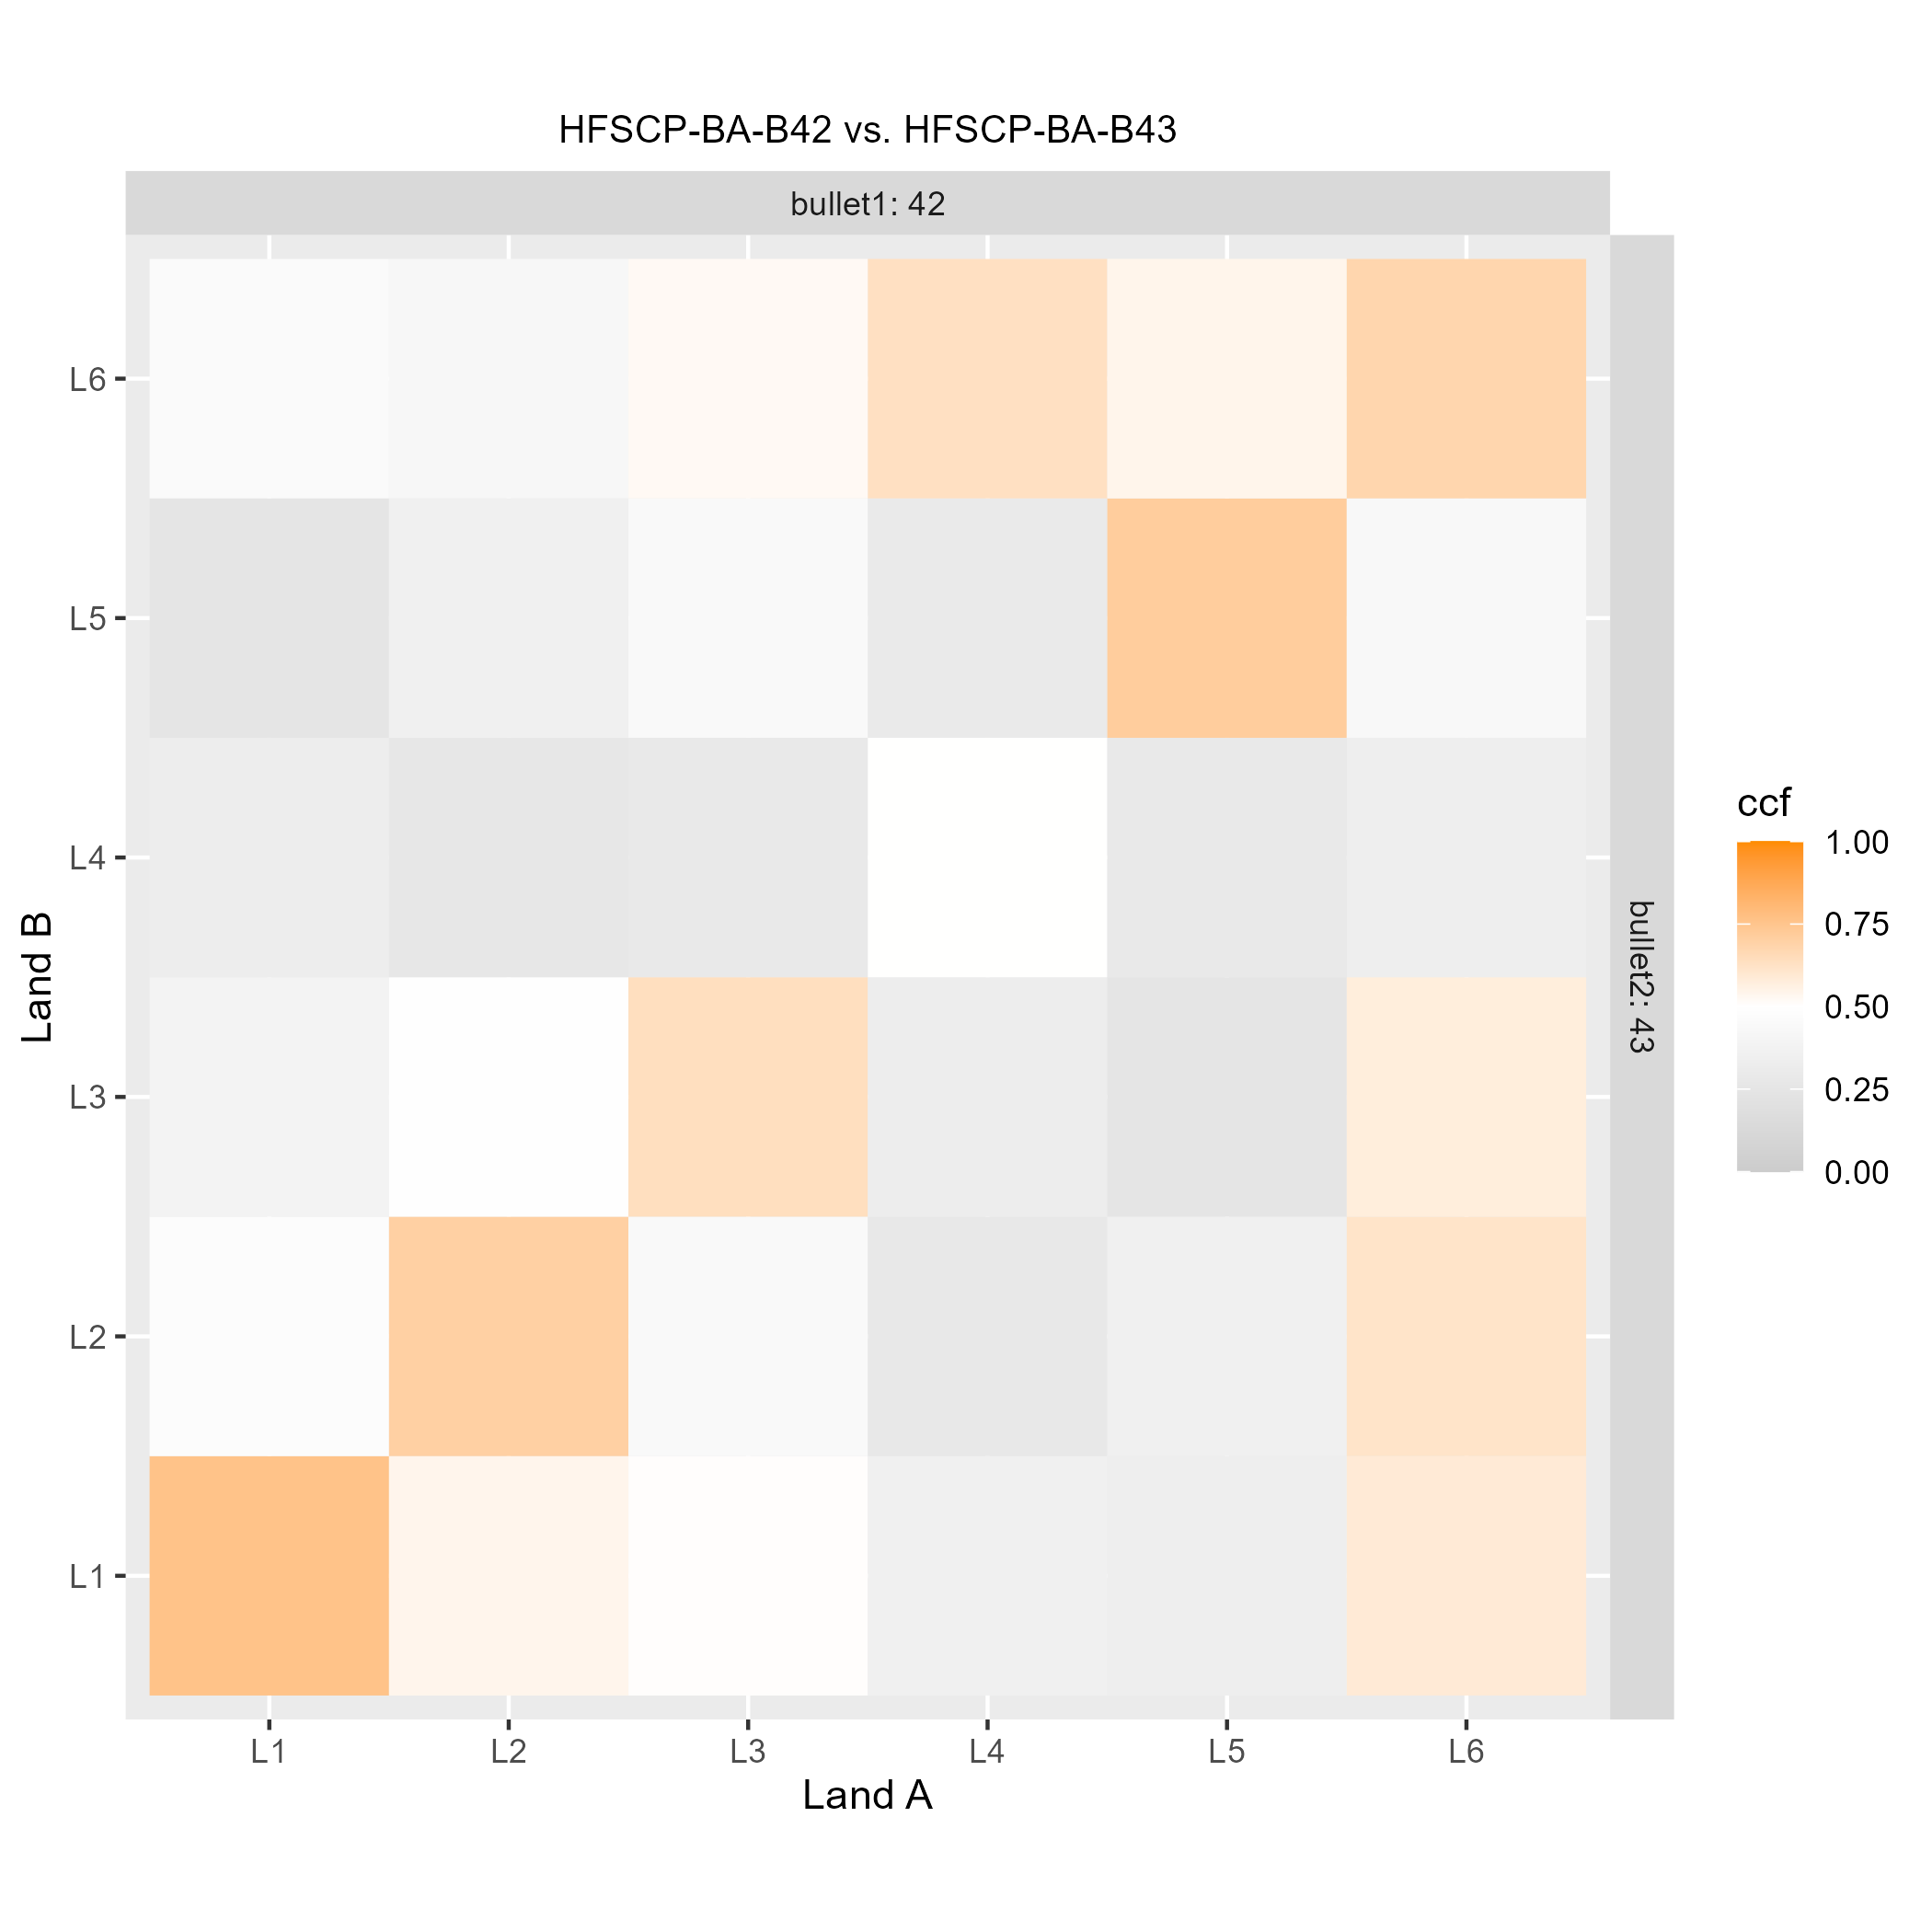 HFSCP-BA-B42 vs. HFSCP-BA-B43
bullet1: 42
L6
L5
L4
L3
L2
L1
Land B
bullet2: 43
L1 L2 L3 L4 L5 L6
Land A
ccf
1.00
0.75
0.50
0.25
0.00